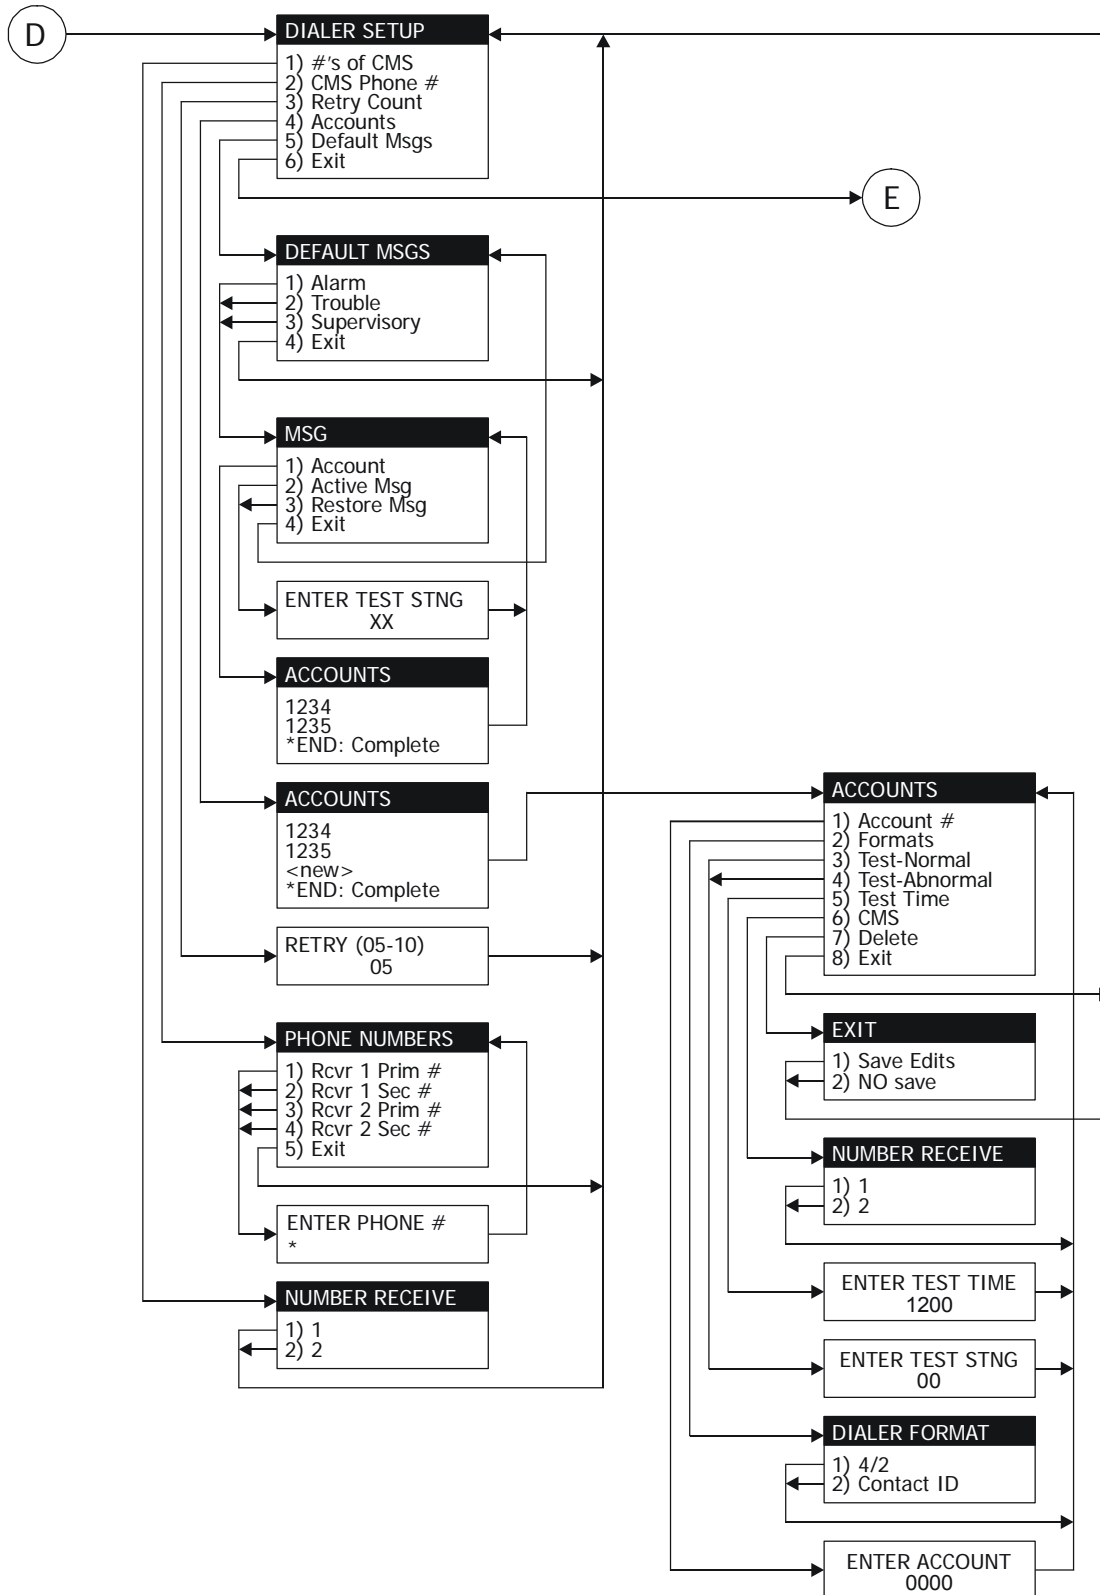 D
DIALER SETUP
1) #'s of CMS
2) CMS Phone #
3) Retry Count
4) Accounts
5) Default Msgs
6) Exit
E
DEFAULT MSGS
1) Alarm
2) Trouble
3) Supervisory
4) Exit
MSG
1) Account
2) Active Msg
3) Restore Msg
4) Exit
ENTER TEST STNG
XX
ACCOUNTS
1234
1235
*END: Complete
ACCOUNTS
1234
1235
<new>
*END: Complete
RETRY (05-10)
05
PHONE NUMBERS
1) Rcvr 1 Prim #
2) Rcvr 1 Sec #
3) Rcvr 2 Prim #
4) Rcvr 2 Sec #
5) Exit
ENTER PHONE #
*
NUMBER RECEIVE
1) 1
2) 2
ACCOUNTS
1) Account #
2) Formats
3) Test-Normal
4) Test-Abnormal
5) Test Time
6) CMS
7) Delete
8) Exit
EXIT
1) Save Edits
2) NO save
NUMBER RECEIVE
1) 1
2) 2
ENTER TEST TIME
1200
ENTER TEST STNG
00
DIALER FORMAT
1) 4/2
2) Contact ID
ENTER ACCOUNT
0000